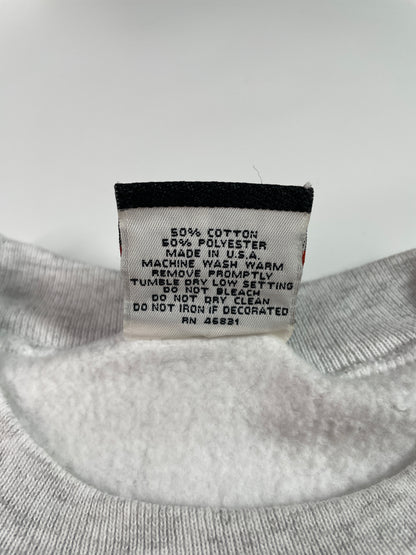 50% COTTON
50% POLYESTER
MADE IN U.S.A.
MACHINE WASH WARM
REMOVE PROMPTLY
TUMBLE DRY LOW SETTING
DO NOT BLEACH
DO NOT DRY CLEAN
DO NOT IRON IF DECORATED
RN 46831